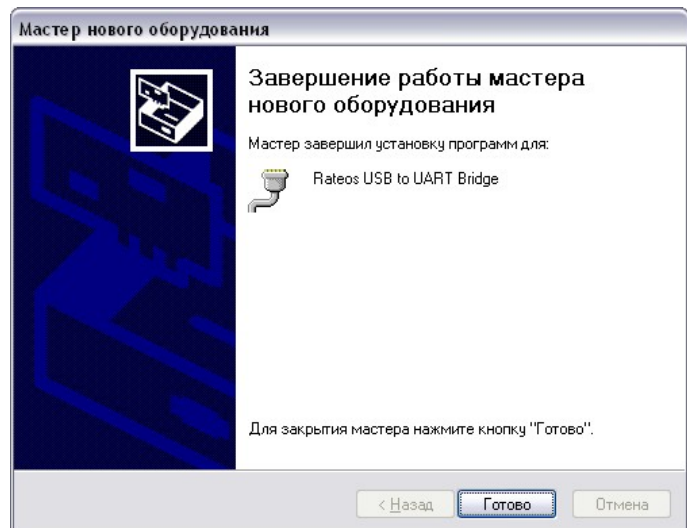 Мастер нового оборудования
Завершение работы мастера
нового оборудования
Мастер завершил установку программ для:
Rateos USB to UART Bridge
Для закрытия мастера нажмите кнопку "Готово".
< Назад
Готово
Отмена